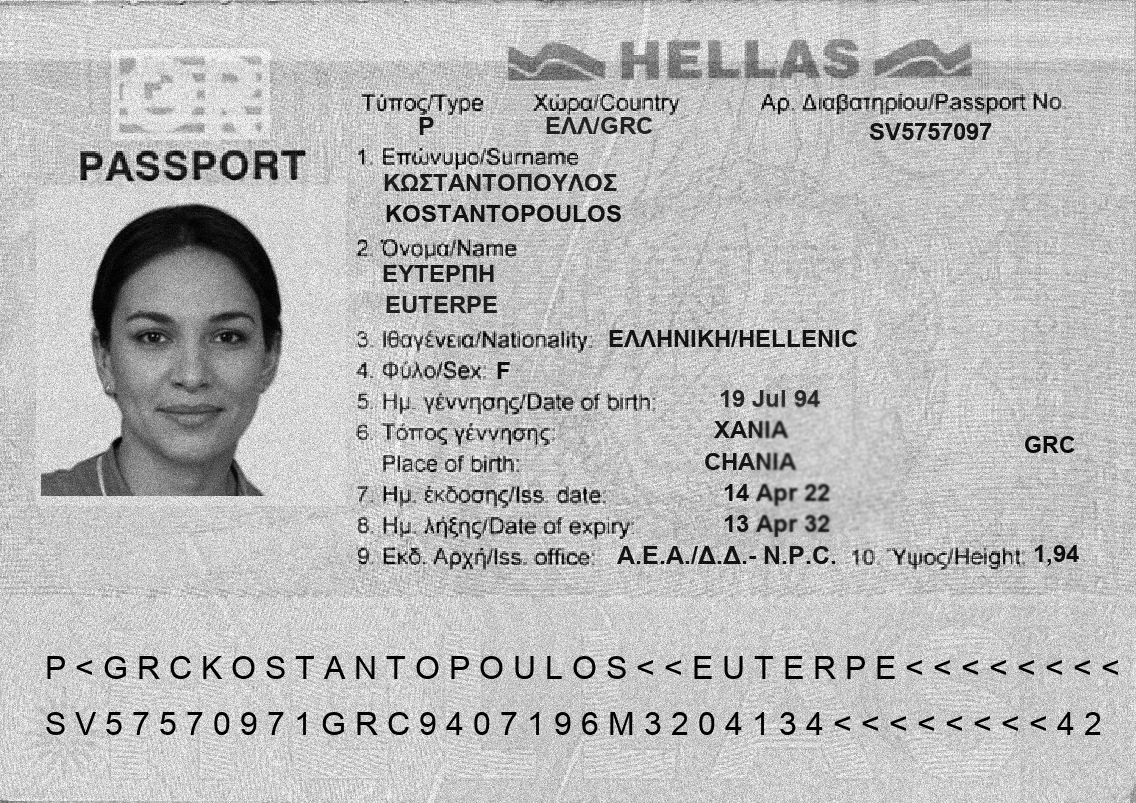 GR
HELLAS
PASSPORT
Τύπος/Type Χώρα/Country Αρ. Διαβατηρίου/Passport No.
P ΕΛΛ/GRC SV5757097
1. Επώνυμο/Surname
ΚΩΣΤΑΝΤΟΠΟΥΛΟΣ
KOSTANTOPOULOS
2. Όνομα/Name
ΕΥΤΕΡΠΗ
EUTERPE
3. Ιθαγένεια/Nationality: ΕΛΛΗΝΙΚΗ/HELLENIC
4. Φύλο/Sex: F
5. Ημ. γέννησης/Date of birth: 19 Jul 94
6. Τόπος γέννησης: ΧΑΝΙΑ
Place of birth: CHANIA GRC
7. Ημ. έκδοσης/Iss. date: 14 Apr 22
8. Ημ. λήξης/Date of expiry: 13 Apr 32
9. Εκδ. Αρχή/Iss. office: Α.Ε.Α./Δ.Δ.- N.P.C. 10. Ύψος/Height: 1,94
P<GRCKOSTANTOPOULOS<<EUTERPE<<<<<<<<
SV57570971GRC9407196M3204134<<<<<<<<42